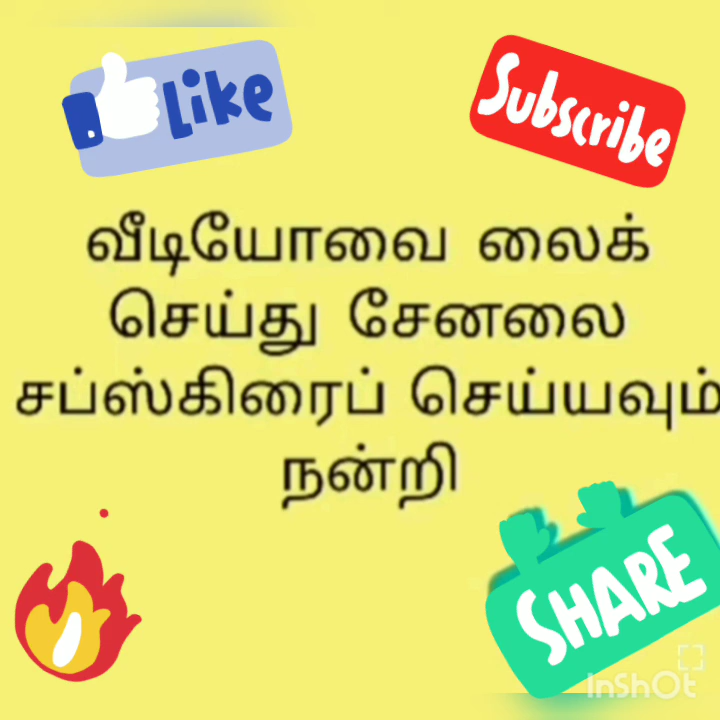 Like
Subscribe
வீடியோவை லைக்
செய்து சேனலை
சப்ஸ்கிரைப் செய்யவும்
நன்றி
SHARE
InShOt